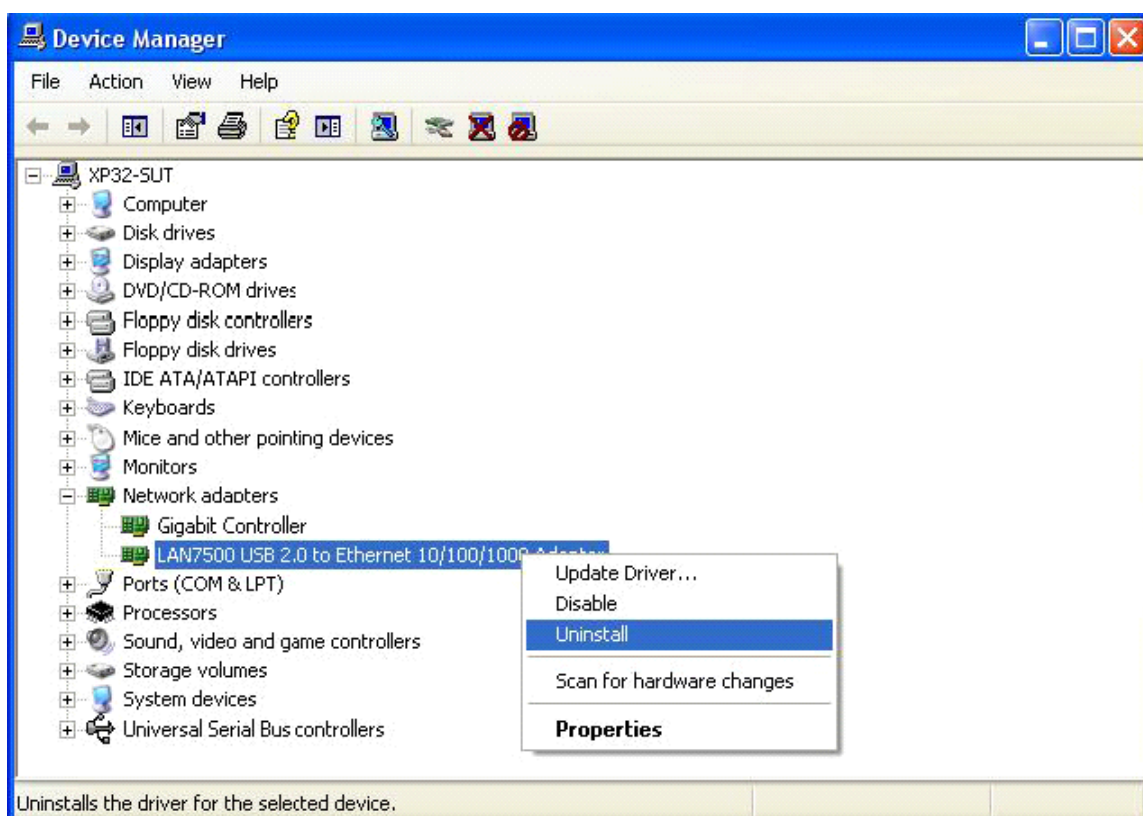 Device Manager
File Action View Help
XP32-SUT
Computer
Disk drives
Display adapters
DVD/CD-ROM drives
Floppy disk controllers
Floppy disk drives
IDE ATA/ATAPI controllers
Keyboards
Mice and other pointing devices
Monitors
Network adapters
Gigabit Controller
LAN7500 USB 2.0 to Ethernet 10/100/1000 Adapter
Ports (COM & LPT)
Processors
Sound, video and game controllers
Storage volumes
System devices
Universal Serial Bus controllers
Update Driver...
Disable
Uninstall
Scan for hardware changes
Properties
Uninstalls the driver for the selected device.